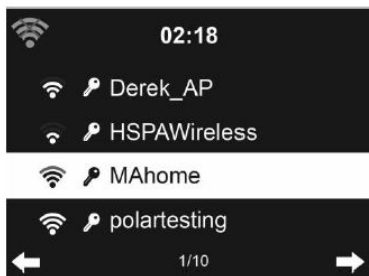 02:18
Derek_AP
HSPAWireless
MAhome
polartesting
1/10